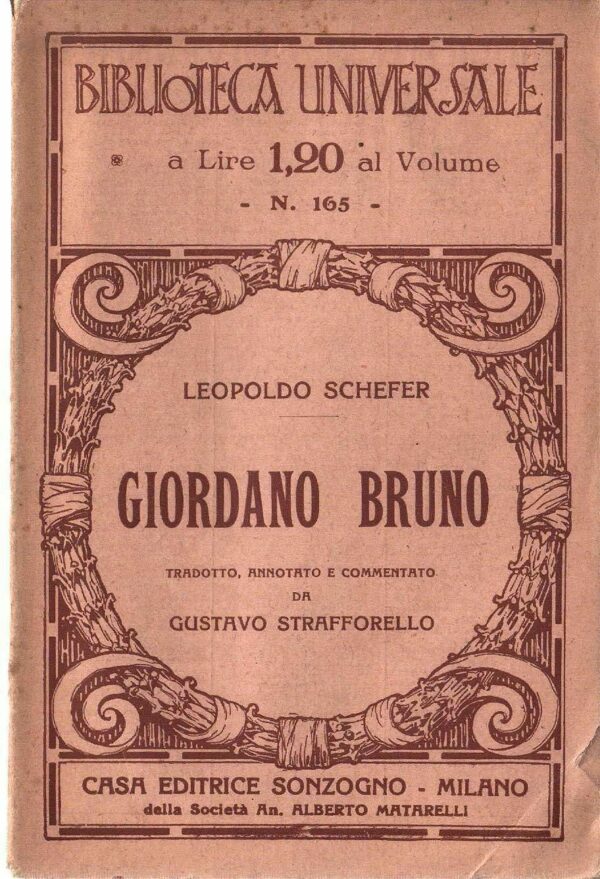 BIBLIOTECA UNIVERSALE
a Lire 1,20 al Volume
- N. 165 -
LEOPOLDO SCHEFER
GIORDANO BRUNO
TRADOTTO, ANNOTATO E COMMENTATO
DA
GUSTAVO STRAFFORELLO
CASA EDITRICE SONZOGNO - MILANO
della Società An. ALBERTO MATARELLI